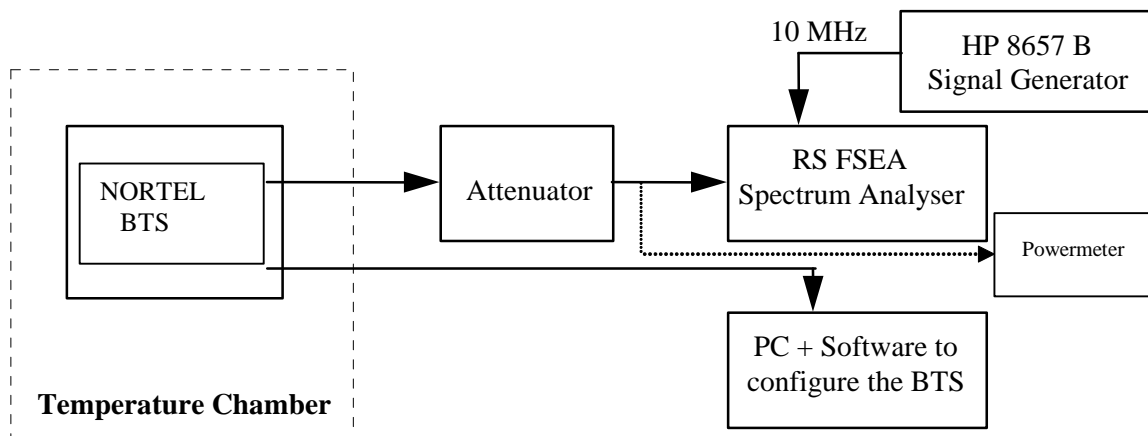 10 MHz
HP 8657 B
Signal Generator
NORTEL
BTS
Attenuator
RS FSEA
Spectrum Analyser
Powermeter
PC + Software to
configure the BTS
Temperature Chamber